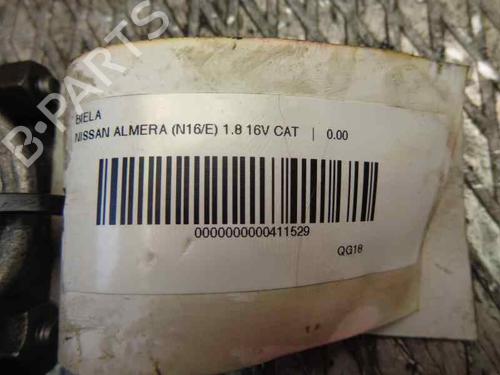 B-PARTS
BIELA
NISSAN ALMERA (N16/E) 1.8 16V CAT | 0.00
0000000000411529
QG18